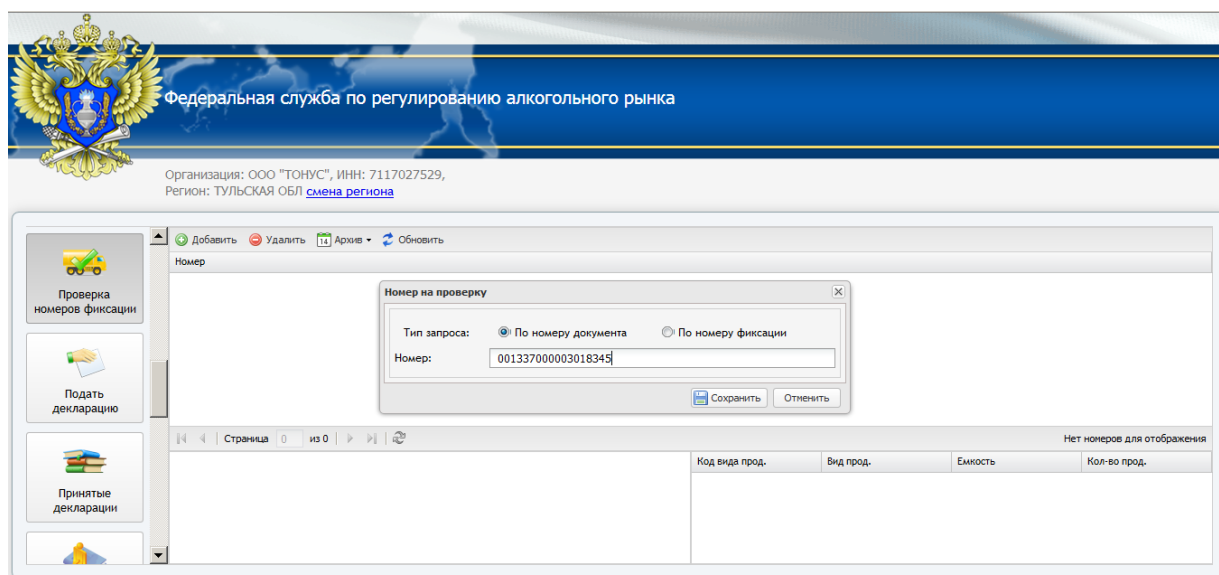 Федеральная служба по регулированию алкогольного рынка
Организация: ООО "ТОНУС", ИНН: 7117027529,
Регион: ТУЛЬСКАЯ ОБЛ смена региона
Проверка
номеров фиксации
Подать
декларацию
Принятые
декларации
Добавить Удалить 14 Архив Обновить
Номер
Номер на проверку
Тип запроса: По номеру документа По номеру фиксации
Номер: 001337000003018345
Сохранить Отменить
Страница 0 из 0 Нет номеров для отображения
Код вида прод. Вид прод. Емкость Кол-во прод.